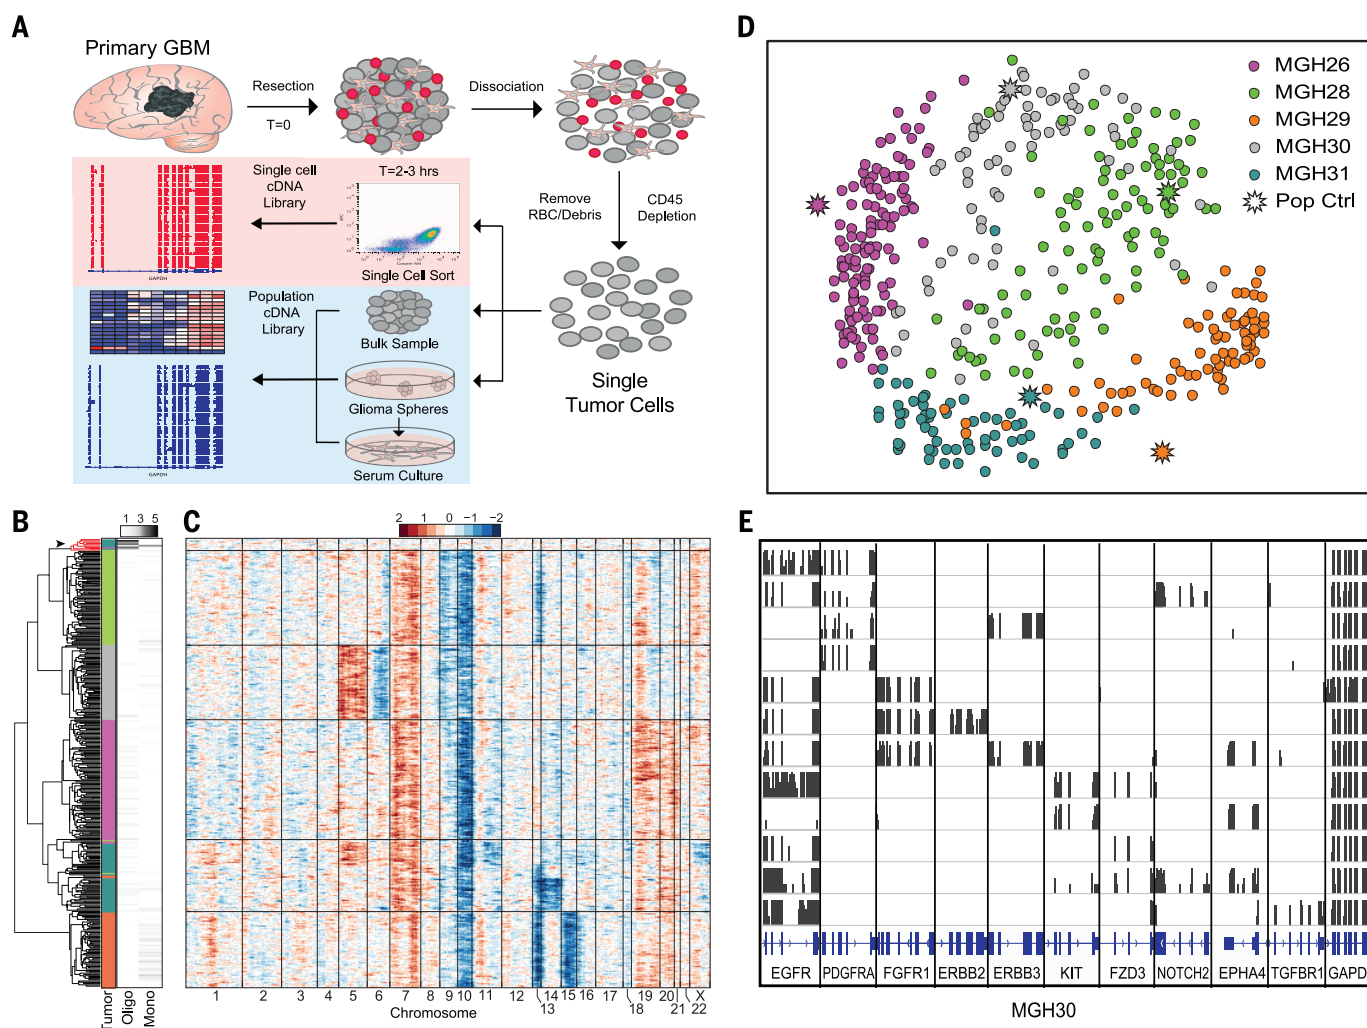 A
Primary GBM
Resection
T=0
Dissociation
Single cell
cDNA
Library
T=2-3 hrs
Single Cell Sort
GAPDH
Remove
RBC/Debris
CD45
Depletion
Population
cDNA
Library
Bulk Sample
Glioma Spheres
Serum Culture
GAPDH
Single
Tumor Cells
D
MGH26
MGH28
MGH29
MGH30
MGH31
Pop Ctrl
B
1 3 5
Tumor
Oligo
Mono
C
2 1 0 −1 −2
1 2 3 4 5 6 7 8 9 10 11 12 13 14 15 16 17 18 19 20 21 22 X
Chromosome
E
EGFR PDGFRA FGFR1 ERBB2 ERBB3 KIT FZD3 NOTCH2 EPHA4 TGFBR1 GAPD
MGH30